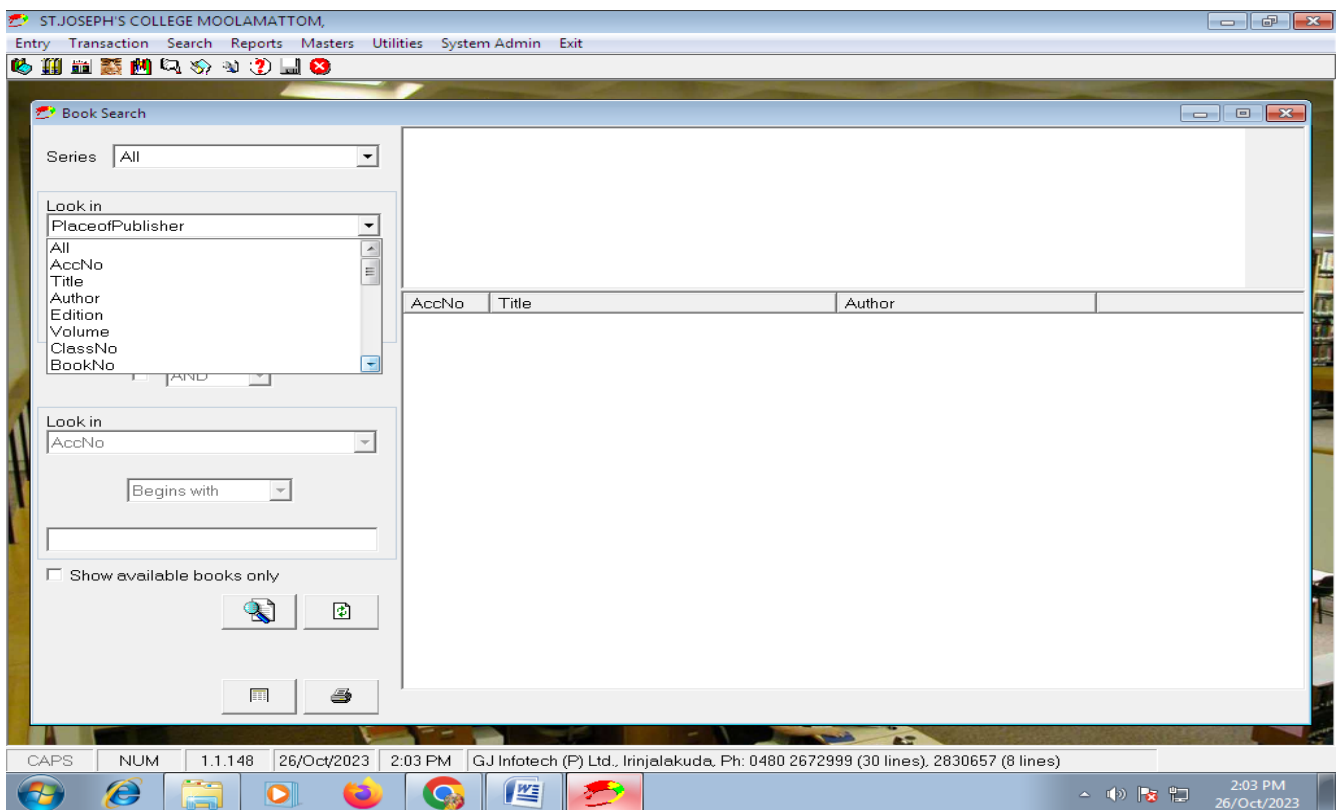 ST.JOSEPH'S COLLEGE MOOLAMATTOM,
Entry Transaction Search Reports Masters Utilities System Admin Exit
Book Search
Series All
Look in
PlaceofPublisher
All
AccNo
Title
Author
Edition
Volume
ClassNo
BookNo
AND
Look in
AccNo
Begins with
Show available books only
AccNo Title Author
CAPS NUM 1.1.148 26/Oct/2023 2:03 PM GJ Infotech (P) Ltd., Irinjalakuda, Ph: 0480 2672999 (30 lines), 2830657 (8 lines)
2:03 PM
26/Oct/2023